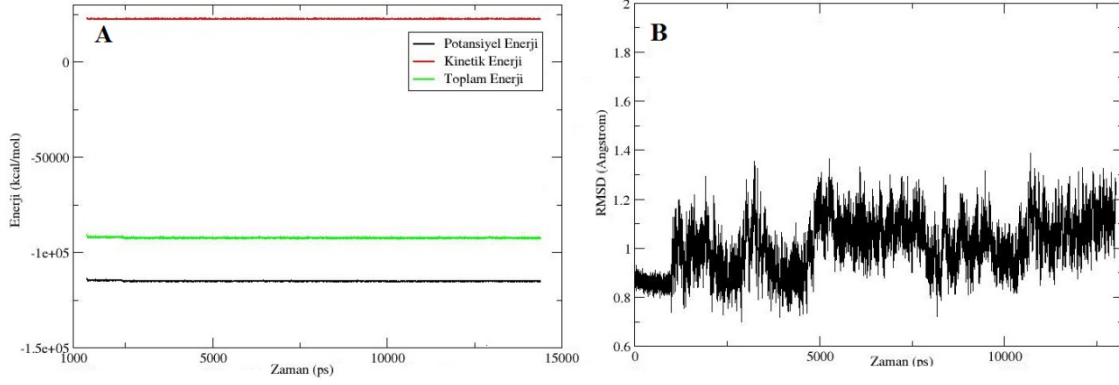 A
Potansiyel Enerji
Kinetik Enerji
Toplam Enerji
0
-50000
-1e+05
-1.5e+05
Enerji (kcal/mol)
1000
5000
10000
15000
Zaman (ps)
B
2
1.8
1.6
1.4
1.2
1
0.8
0.6
RMSD (Angstrom)
0
5000
10000
Zaman (ps)